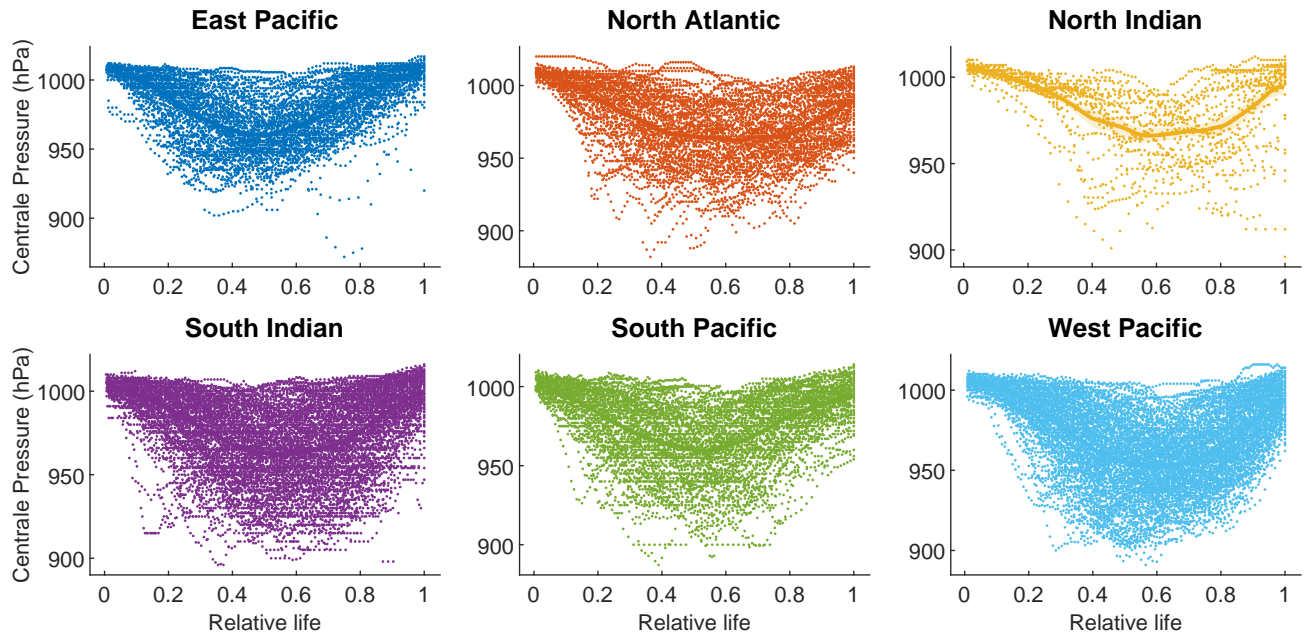 East Pacific
North Atlantic
North Indian
Centrale Pressure (hPa)
1000
950
900
0 0.2 0.4 0.6 0.8 1
1000
950
900
0 0.2 0.4 0.6 0.8 1
1000
950
900
0 0.2 0.4 0.6 0.8 1
South Indian
South Pacific
West Pacific
Centrale Pressure (hPa)
1000
950
900
0 0.2 0.4 0.6 0.8 1
Relative life
1000
950
900
0 0.2 0.4 0.6 0.8 1
Relative life
1000
950
900
0 0.2 0.4 0.6 0.8 1
Relative life